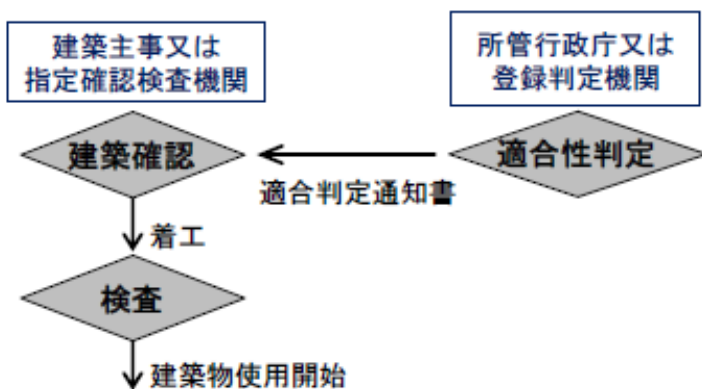 建築主事又は
指定確認検査機関
所管行政庁又は
登録判定機関
建築確認
適合性判定
適合判定通知書
着工
検査
建築物使用開始